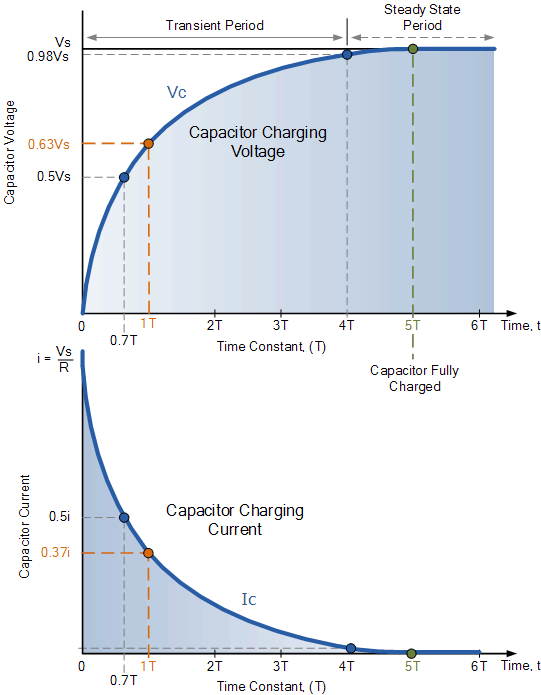 Transient Period
Steady State
Period
Vs
0.98Vs
Vc
Capacitor Charging
Voltage
0.63Vs
0.5Vs
Capacitor Voltage
0
1T
2T
3T
4T
5T
6T
Time, t
0.7T
Time Constant, (T)
Capacitor Fully
Charged
i = Vs
R
Capacitor Charging
Current
0.5i
0.37i
Capacitor Current
Ic
0
1T
2T
3T
4T
5T
6T
Time, t
0.7T
Time Constant, (T)